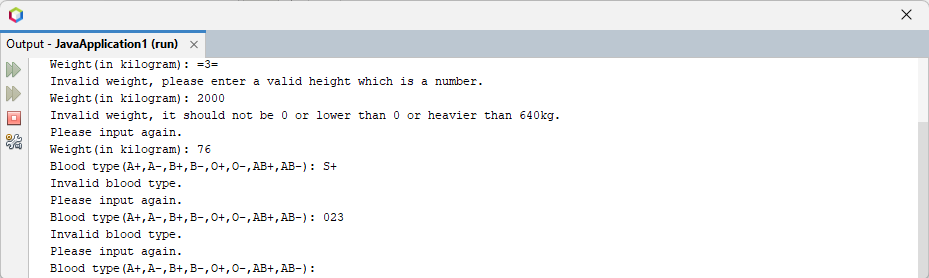 Output - JavaApplication1 (run)
Weight(in kilogram): =3=
Invalid weight, please enter a valid height which is a number.
Weight(in kilogram): 2000
Invalid weight, it should not be 0 or lower than 0 or heavier than 640kg.
Please input again.
Weight(in kilogram): 76
Blood type(A+,A-,B+,B-,O+,O-,AB+,AB-): S+
Invalid blood type.
Please input again.
Blood type(A+,A-,B+,B-,O+,O-,AB+,AB-): 023
Invalid blood type.
Please input again.
Blood type(A+,A-,B+,B-,O+,O-,AB+,AB-):